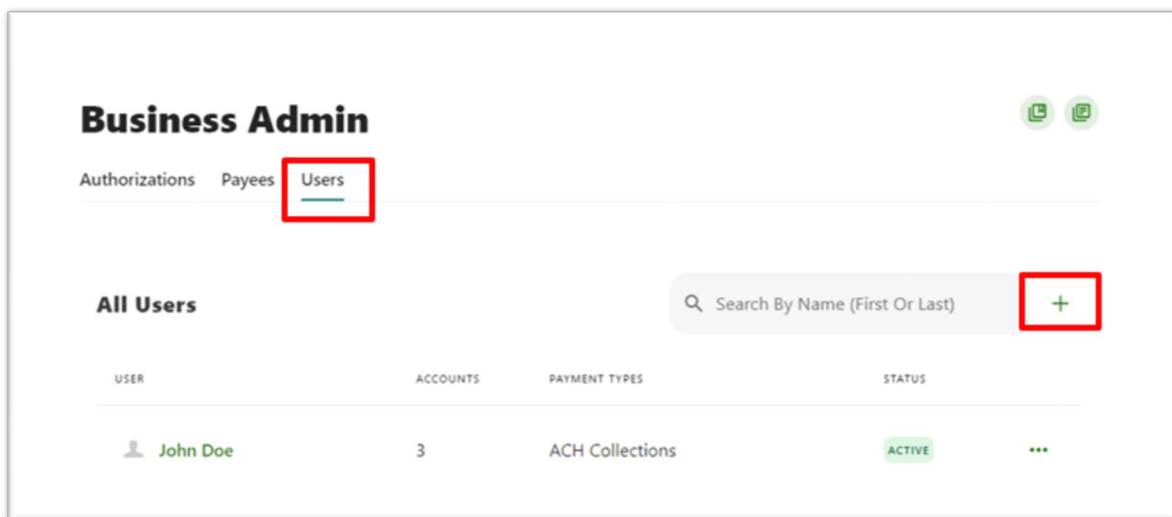 Business Admin
Authorizations Payees Users
All Users
Search By Name (First Or Last) +
USER ACCOUNTS PAYMENT TYPES STATUS
John Doe 3 ACH Collections ACTIVE •••